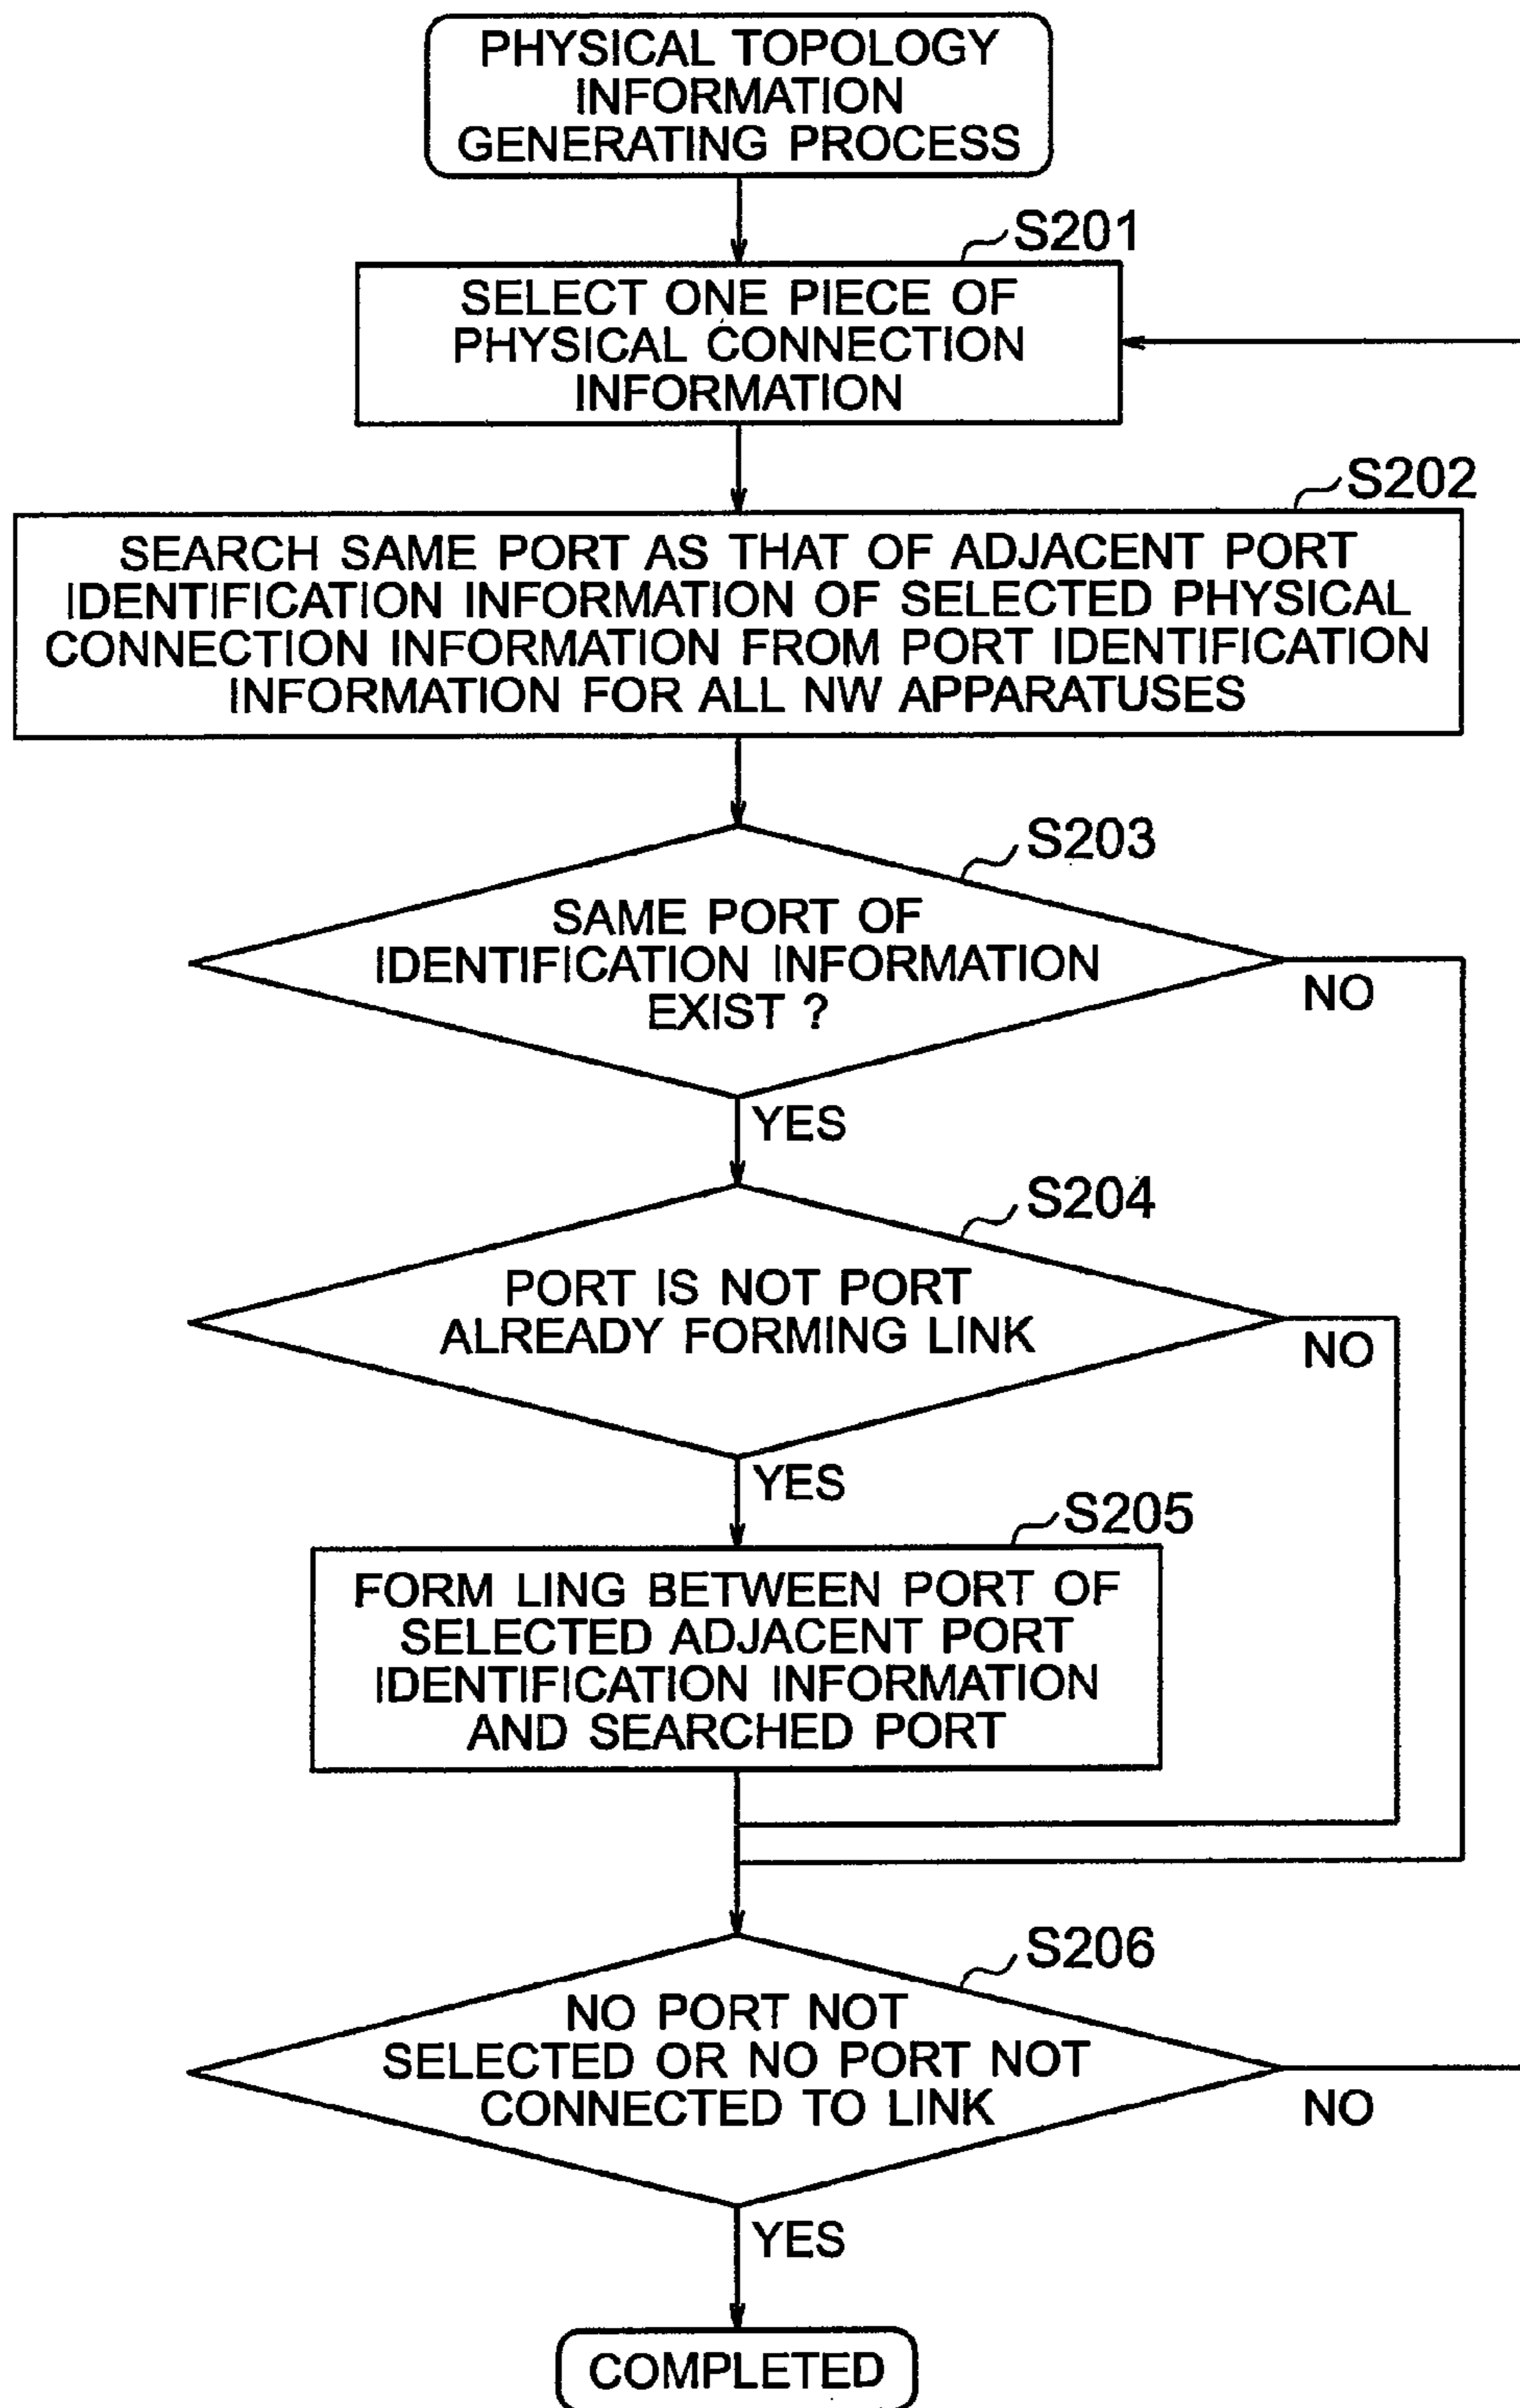 PHYSICAL TOPOLOGY
INFORMATION
GENERATING PROCESS
S201
SELECT ONE PIECE OF
PHYSICAL CONNECTION
INFORMATION
S202
SEARCH SAME PORT AS THAT OF ADJACENT PORT
IDENTIFICATION INFORMATION OF SELECTED PHYSICAL
CONNECTION INFORMATION FROM PORT IDENTIFICATION
INFORMATION FOR ALL NW APPARATUSES
S203
SAME PORT OF
IDENTIFICATION INFORMATION
EXIST ?
NO
YES
S204
PORT IS NOT PORT
ALREADY FORMING LINK
NO
YES
S205
FORM LING BETWEEN PORT OF
SELECTED ADJACENT PORT
IDENTIFICATION INFORMATION
AND SEARCHED PORT
S206
NO PORT NOT
SELECTED OR NO PORT NOT
CONNECTED TO LINK
NO
YES
COMPLETED